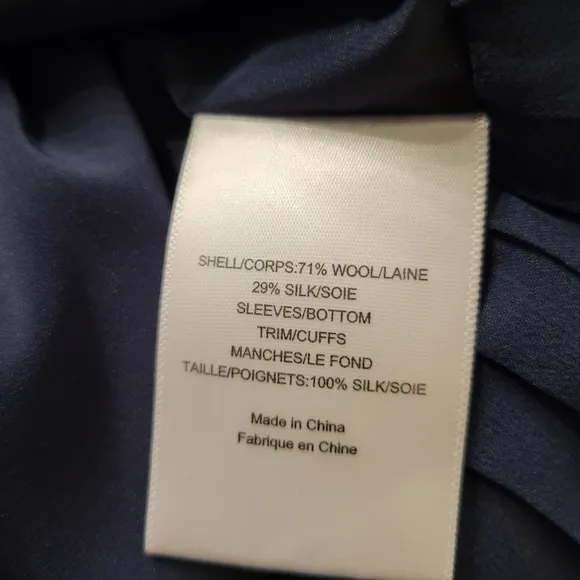 SHELL/CORPS:71% WOOL/LAINE
29% SILK/SOIE
SLEEVES/BOTTOM
TRIM/CUFFS
MANCHES/LE FOND
TAILLE/POIGNETS:100% SILK/SOIE
Made in China
Fabrique en Chine